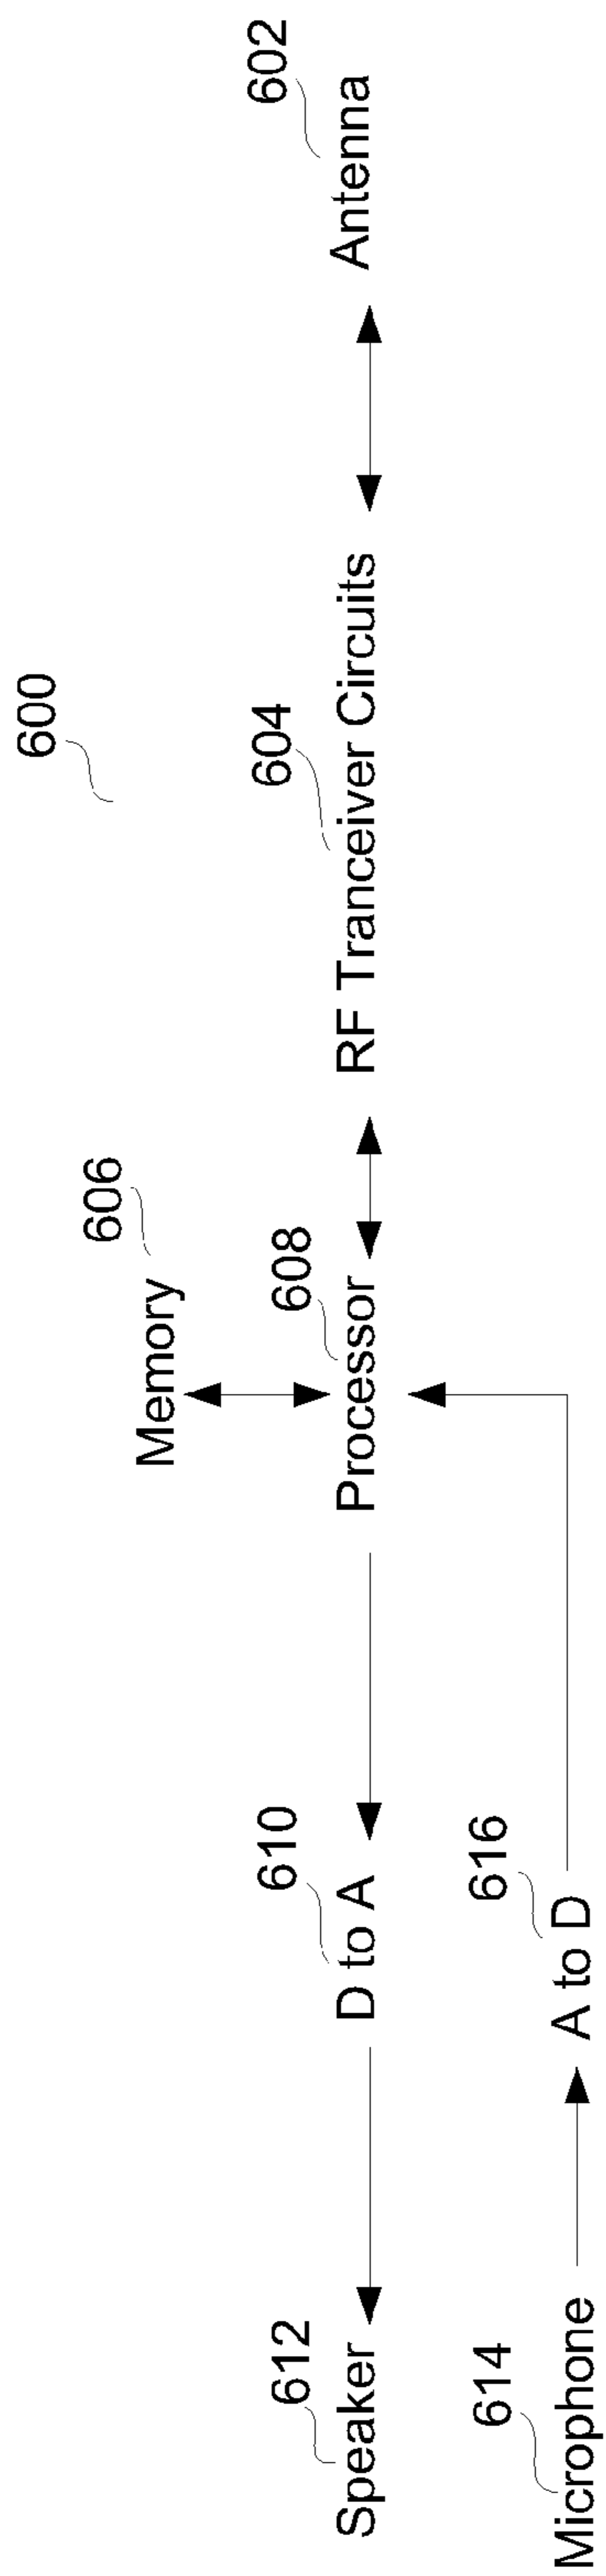 600
606
Memory
612
Speaker
610
D to A
608
Processor
604
RF Tranceiver Circuits
602
Antenna
614
Microphone
616
A to D